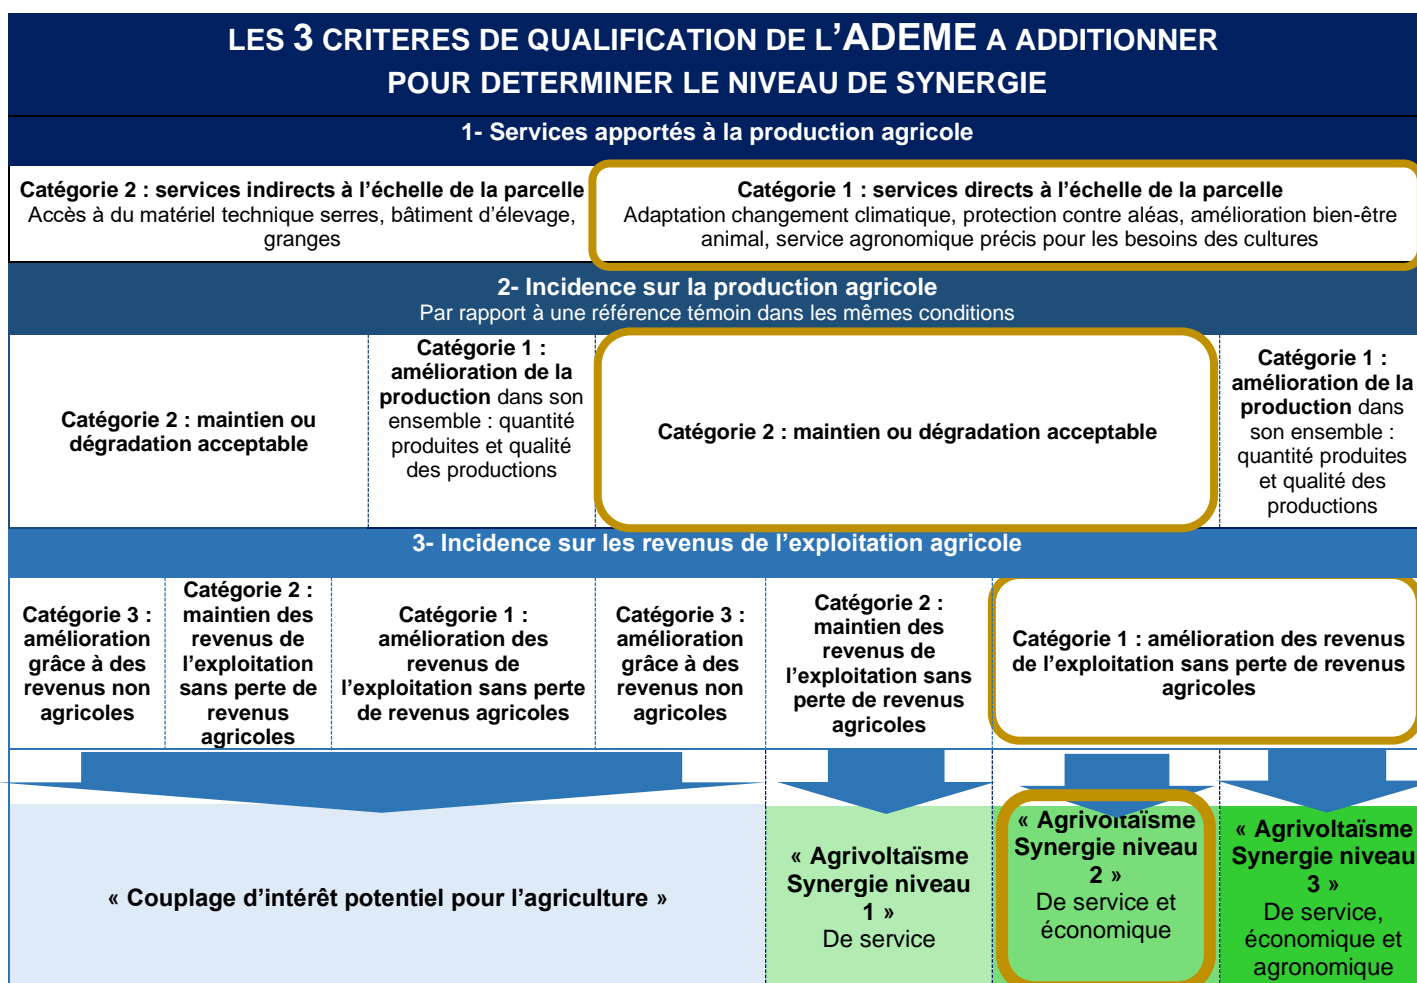 LES 3 CRITERES DE QUALIFICATION DE L'ADEME A ADDITIONNER
POUR DETERMINER LE NIVEAU DE SYNERGIE
1- Services apportés à la production agricole
Catégorie 2 : services indirects à l'échelle de la parcelle
Accès à du matériel technique serres, bâtiment d'élevage,
granges
Catégorie 1 : services directs à l'échelle de la parcelle
Adaptation changement climatique, protection contre aléas, amélioration bien-être
animal, service agronomique précis pour les besoins des cultures
2- Incidence sur la production agricole
Par rapport à une référence témoin dans les mêmes conditions
Catégorie 2 : maintien ou
dégradation acceptable
Catégorie 1 :
amélioration de la
production dans son
ensemble : quantité
produites et qualité
des productions
Catégorie 2 : maintien ou dégradation acceptable
Catégorie 1 :
amélioration de la
production dans
son ensemble :
quantité produites
et qualité des
productions
3- Incidence sur les revenus de l'exploitation agricole
Catégorie 3 :
amélioration
grâce à des
revenus non
agricoles
Catégorie 2 :
maintien des
revenus de
l'exploitation
sans perte de
revenus
agricoles
Catégorie 1 :
amélioration des
revenus de
l'exploitation sans perte
de revenus agricoles
Catégorie 3 :
amélioration
grâce à des
revenus non
agricoles
Catégorie 2 :
maintien des
revenus de
l'exploitation sans
perte de revenus
agricoles
Catégorie 1 : amélioration des revenus
de l'exploitation sans perte de revenus
agricoles
« Couplage d'intérêt potentiel pour l'agriculture »
« Agrivoltaïsme
Synergie niveau
1 »
De service
« Agrivoltaïsme
Synergie niveau
2 »
De service et
économique
« Agrivoltaïsme
Synergie niveau
3 »
De service,
économique et
agronomique